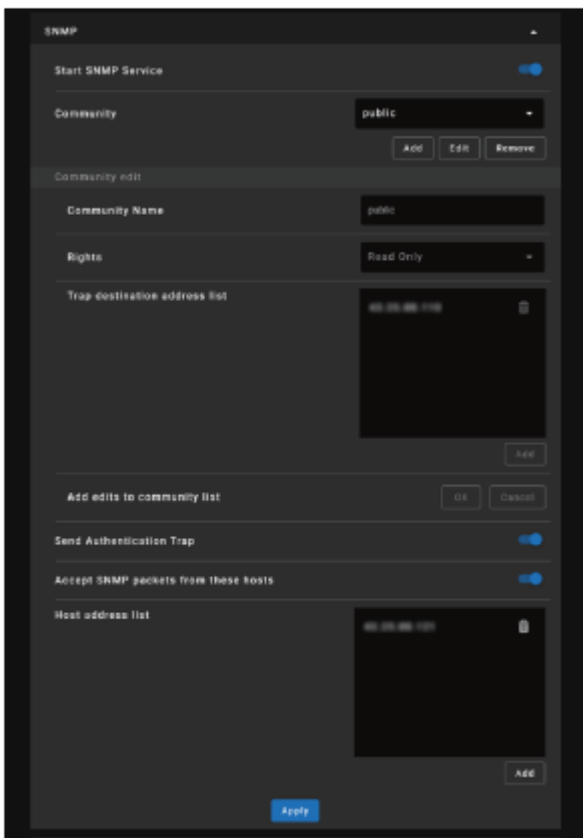 SNMP
Start SNMP Service
Community
public
Add Edit Remove
Community edit
Community Name
public
Rights
Read Only
Trap destination address list
Add
Add edits to community list
OK Cancel
Send Authentication Trap
Accept SNMP packets from these hosts
Host address list
Add
Apply